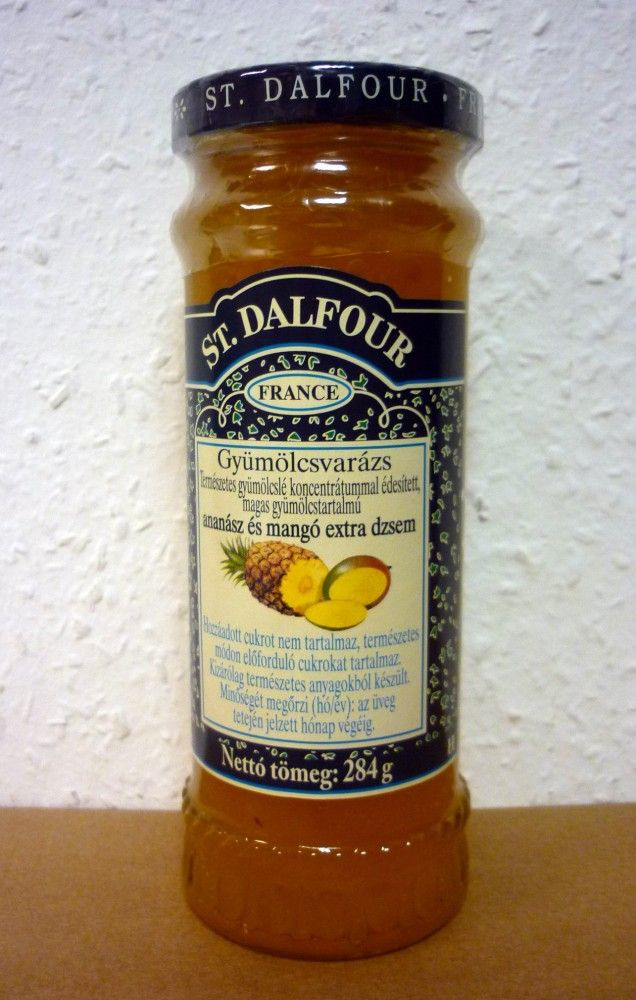 ST. DALFOUR · FR
ST. DALFOUR
FRANCE
Gyümölcsvarázs
Természetes gyümölcslé koncentrátummal édesített,
magas gyümölcstartalmú
ananász és mangó extra dzsem
Hozzáadott cukrot nem tartalmaz, természetes
módon előforduló cukrokat tartalmaz.
Kizárólag természetes anyagokból készült.
Minőségét megőrzi (hó/év): az üveg
tetején jelzett hónap végéig.
Nettó tömeg: 284 g